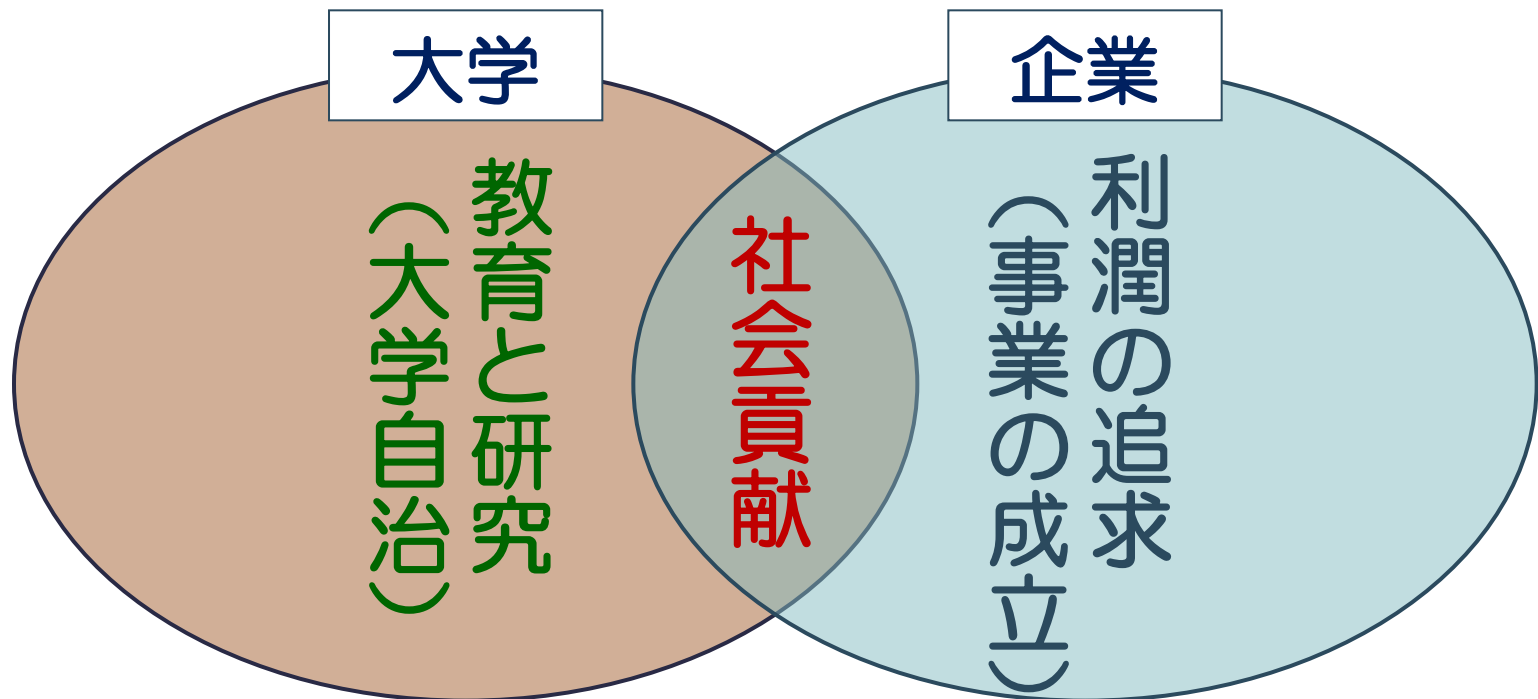 大学
教育と研究
（大学自治）
社会貢献
企業
利潤の追求
（事業の成立）